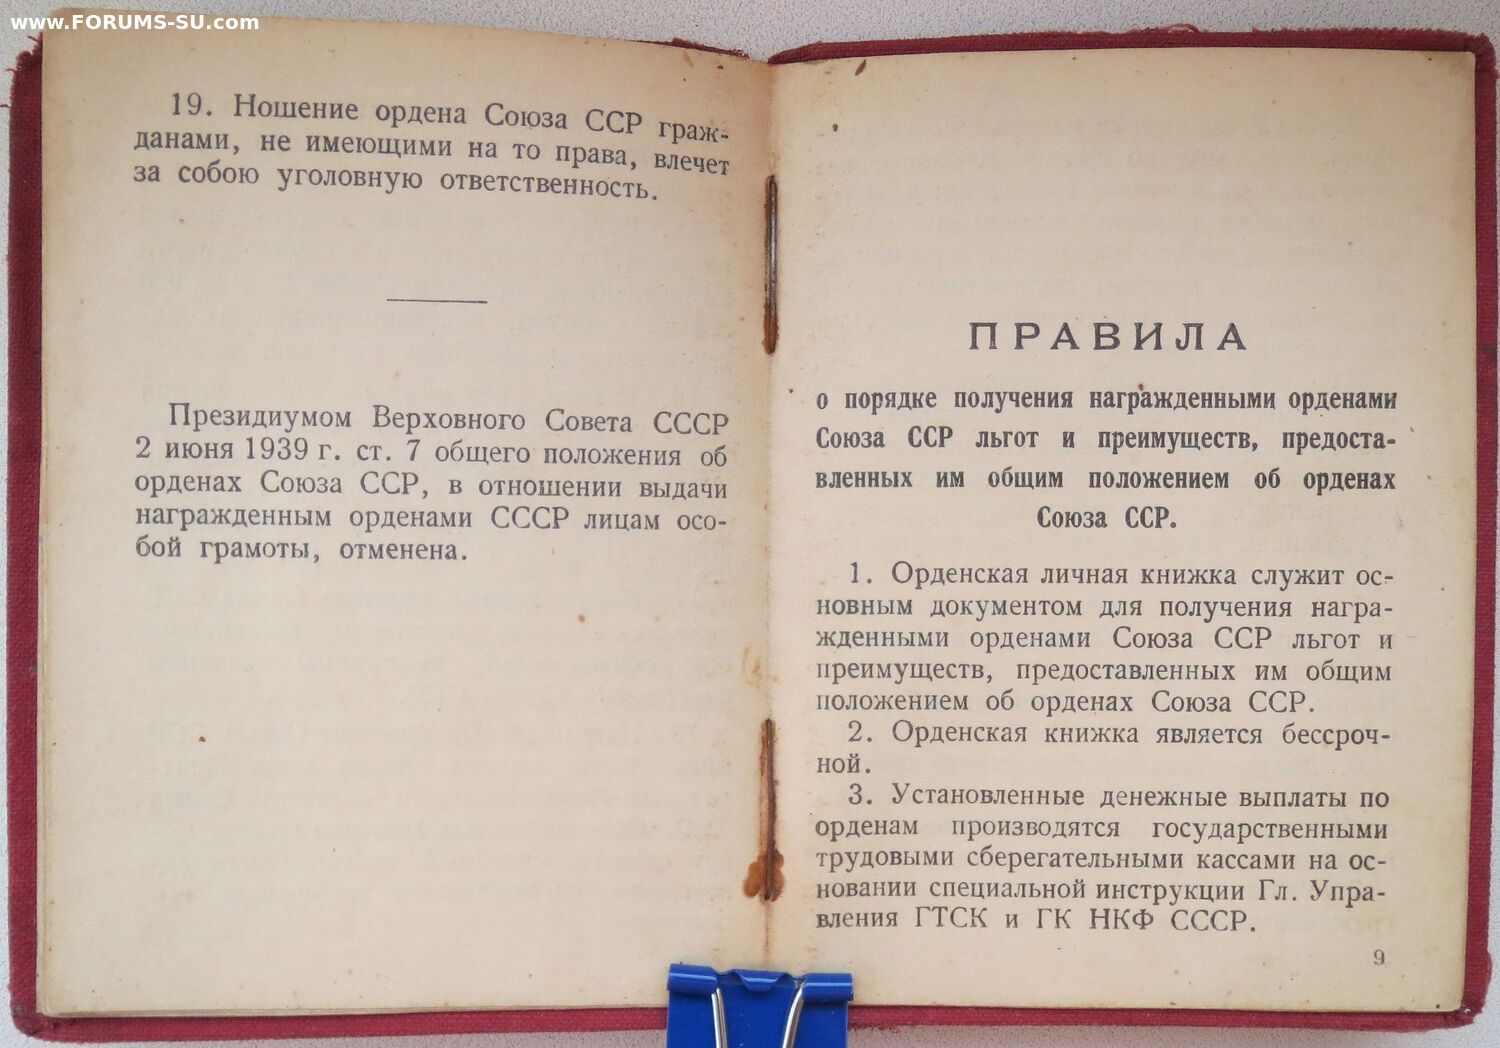 www.FORUMS-SU.com
19. Ношение ордена Союза ССР граж-
данами, не имеющими на то права, влечет
за собою уголовную ответственность.
Президиумом Верховного Совета СССР
2 июня 1939 г. ст. 7 общего положения об
орденах Союза ССР, в отношении выдачи
награжденным орденами СССР лицам осо-
бой грамоты, отменена.
ПРАВИЛА
о порядке получения награжденными орденами
Союза ССР льгот и преимуществ, предоста-
вленных им общим положением об орденах
Союза ССР.
1. Орденская личная книжка служит ос-
новным документом для получения награ-
жденными орденами Союза ССР льгот и
преимуществ, предоставленных им общим
положением об орденах Союза ССР.
2. Орденская книжка является бессроч-
ной.
3. Установленные денежные выплаты по
орденам производятся государственными
трудовыми сберегательными кассами на ос-
новании специальной инструкции Гл. Упра-
вления ГТСК и ГК НКФ СССР.
9